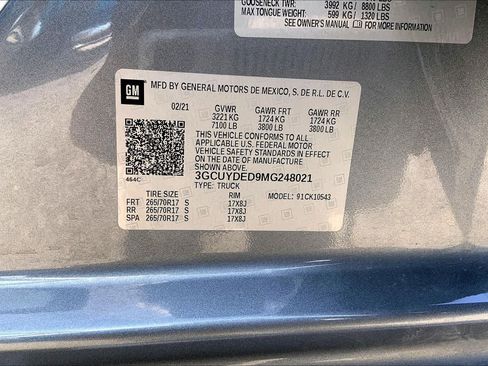 GOOSENECK TWR: 3992 KG/ 8800 LBS
MAX TONGUE WEIGHT: 599 KG/ 1320 LBS
SEE OWNER'S MANUAL FOR MORE INFORMATION
GM
MFD BY GENERAL MOTORS DE MEXICO, S. DE R.L. DE C.V.
02/21 GVWR GAWR FRT GAWR RR
3221 KG 1724 KG 1724 KG
7100 LB 3800 LB 3800 LB
THIS VEHICLE CONFORMS TO ALL
APPLICABLE U.S. FEDERAL MOTOR
VEHICLE SAFETY STANDARDS IN EFFECT ON
THE DATE OF MANUFACTURE SHOWN ABOVE.
464C 3GCUYDED9MG248021
TYPE: TRUCK
TIRE SIZE RIM MODEL: 91CK10543
FRT 265/70R17 S 17X8J
RR 265/70R17 S 17X8J
SPA 265/70R17 S 17X8J